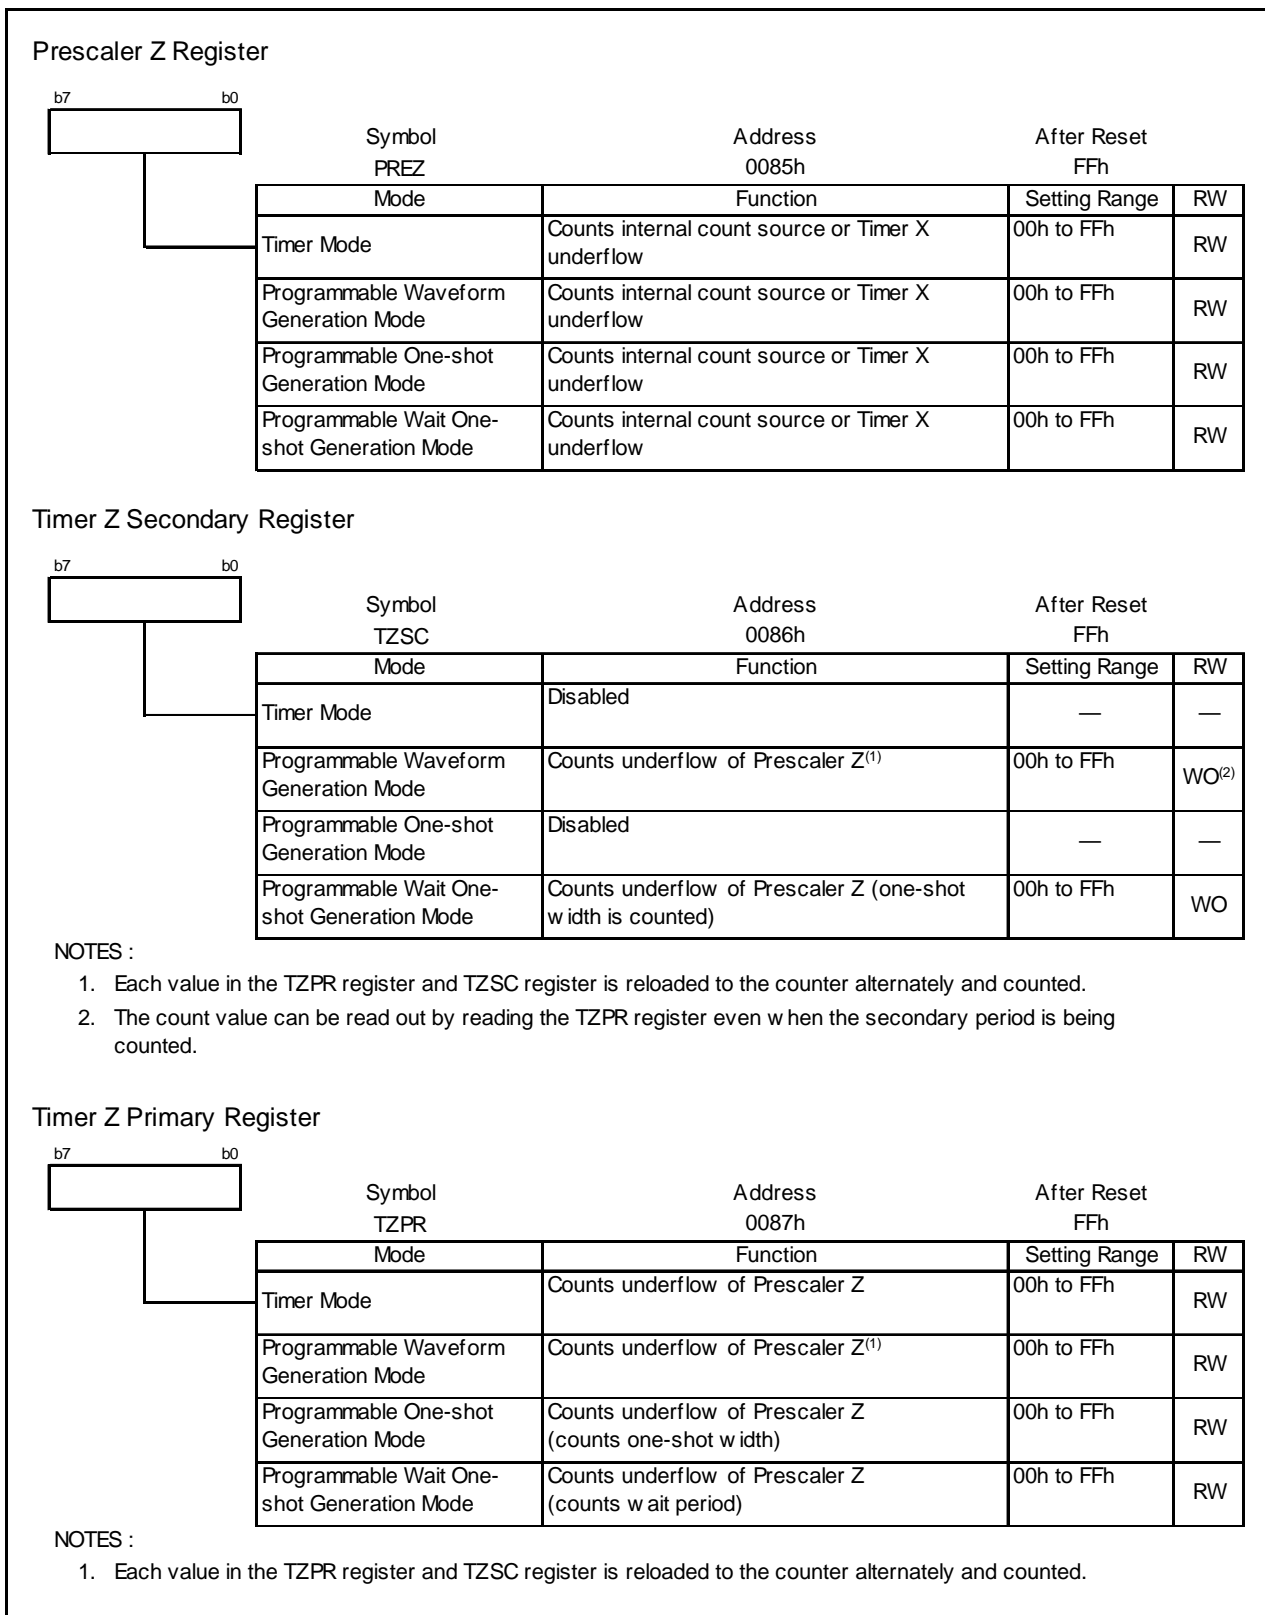 Prescaler Z Register
b7 b0
Symbol Address After Reset
PREZ 0085h FFh
Mode Function Setting Range RW
Timer Mode Counts internal count source or Timer X underflow 00h to FFh RW
Programmable Waveform Generation Mode Counts internal count source or Timer X underflow 00h to FFh RW
Programmable One-shot Generation Mode Counts internal count source or Timer X underflow 00h to FFh RW
Programmable Wait One-shot Generation Mode Counts internal count source or Timer X underflow 00h to FFh RW
Timer Z Secondary Register
b7 b0
Symbol Address After Reset
TZSC 0086h FFh
Mode Function Setting Range RW
Timer Mode Disabled — —
Programmable Waveform Generation Mode Counts underflow of Prescaler Z(1) 00h to FFh WO(2)
Programmable One-shot Generation Mode Disabled — —
Programmable Wait One-shot Generation Mode Counts underflow of Prescaler Z (one-shot width is counted) 00h to FFh WO
NOTES :
1. Each value in the TZPR register and TZSC register is reloaded to the counter alternately and counted.
2. The count value can be read out by reading the TZPR register even when the secondary period is being
counted.
Timer Z Primary Register
b7 b0
Symbol Address After Reset
TZPR 0087h FFh
Mode Function Setting Range RW
Timer Mode Counts underflow of Prescaler Z 00h to FFh RW
Programmable Waveform Generation Mode Counts underflow of Prescaler Z(1) 00h to FFh RW
Programmable One-shot Generation Mode Counts underflow of Prescaler Z (counts one-shot width) 00h to FFh RW
Programmable Wait One-shot Generation Mode Counts underflow of Prescaler Z (counts wait period) 00h to FFh RW
NOTES :
1. Each value in the TZPR register and TZSC register is reloaded to the counter alternately and counted.